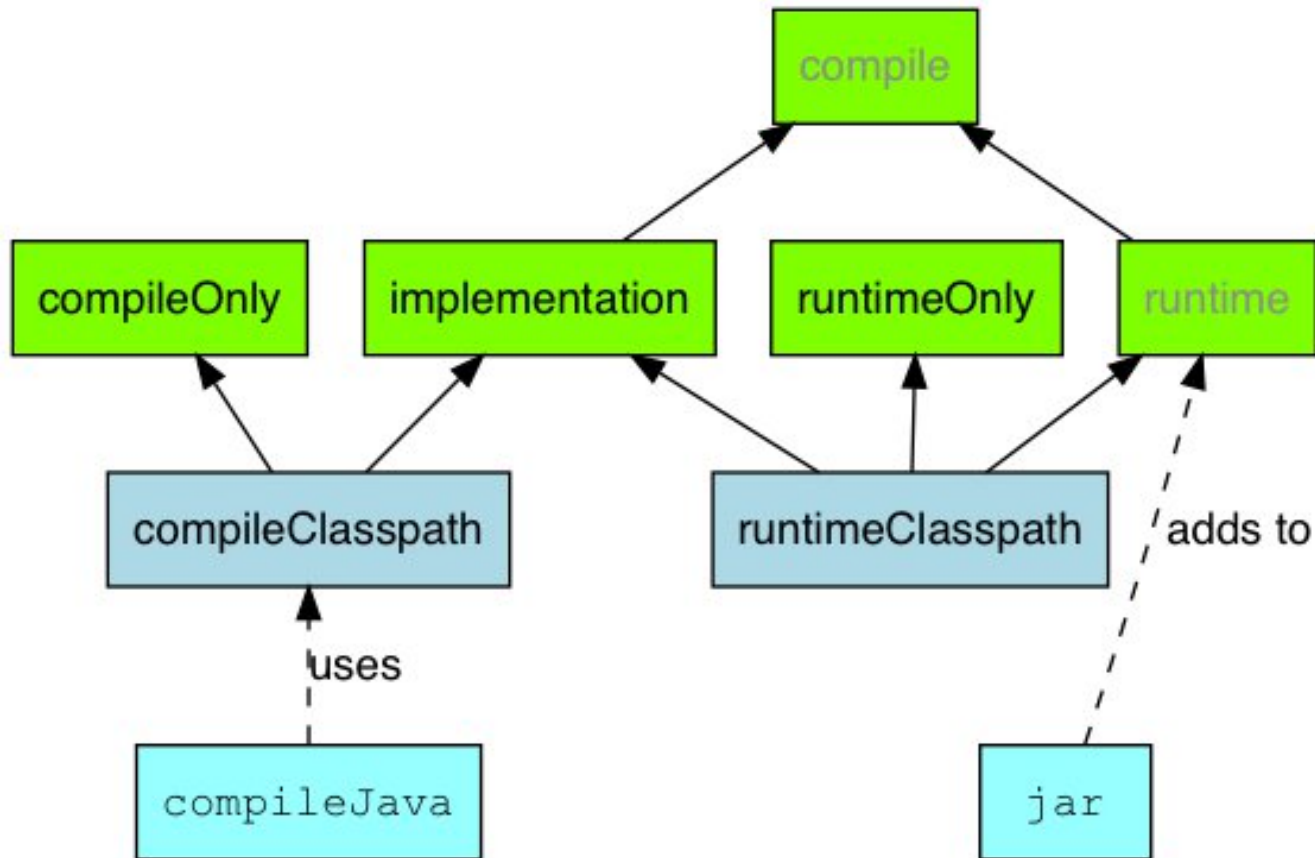 compile
compileOnly
implementation
runtimeOnly
runtime
compileClasspath
runtimeClasspath
adds to
uses
compileJava
jar